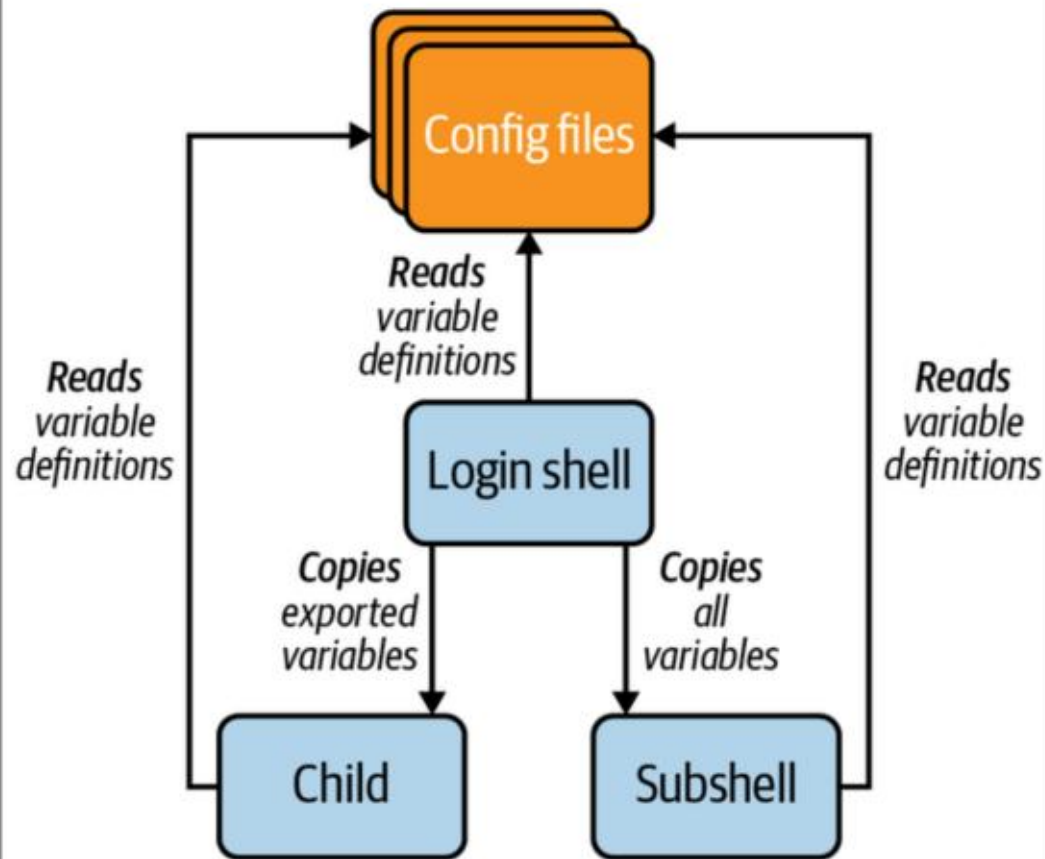 Config files
Reads
variable
definitions
Reads
variable
definitions
Reads
variable
definitions
Login shell
Copies
exported
variables
Copies
all
variables
Child
Subshell